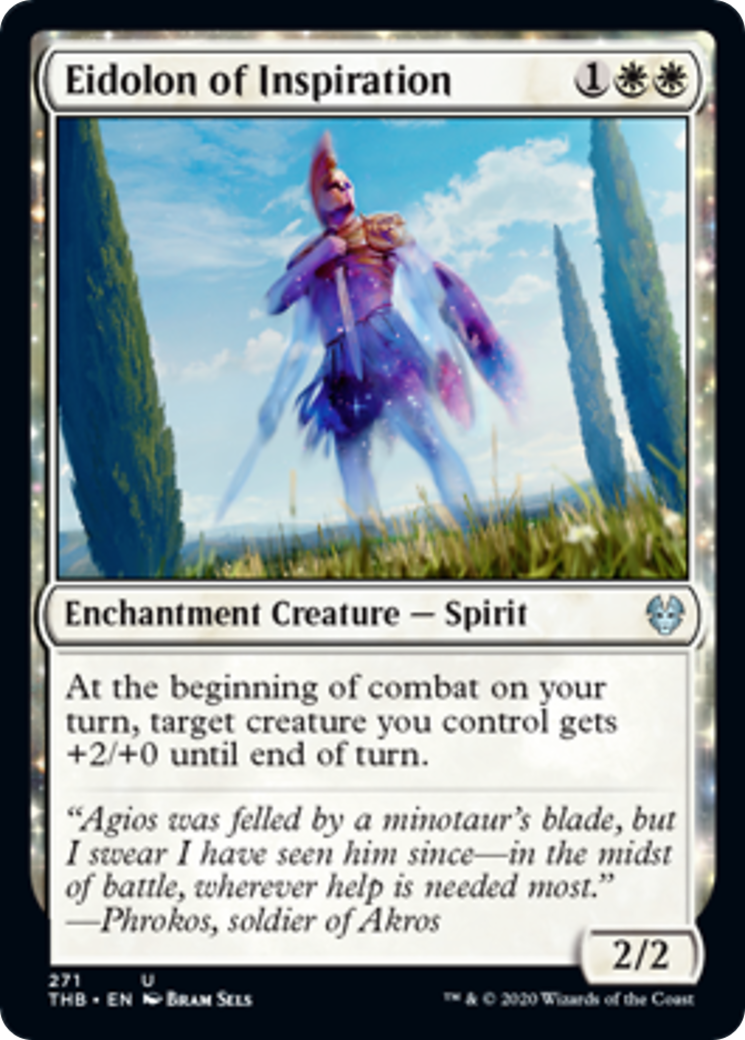 Eidolon of Inspiration 1
Enchantment Creature — Spirit
At the beginning of combat on your
turn, target creature you control gets
+2/+0 until end of turn.
“Agios was felled by a minotaur’s blade, but
I swear I have seen him since—in the midst
of battle, wherever help is needed most.”
—Phrokos, soldier of Akros
2/2
271 U
THB • EN Bram Sels
™ & © 2020 Wizards of the Coast